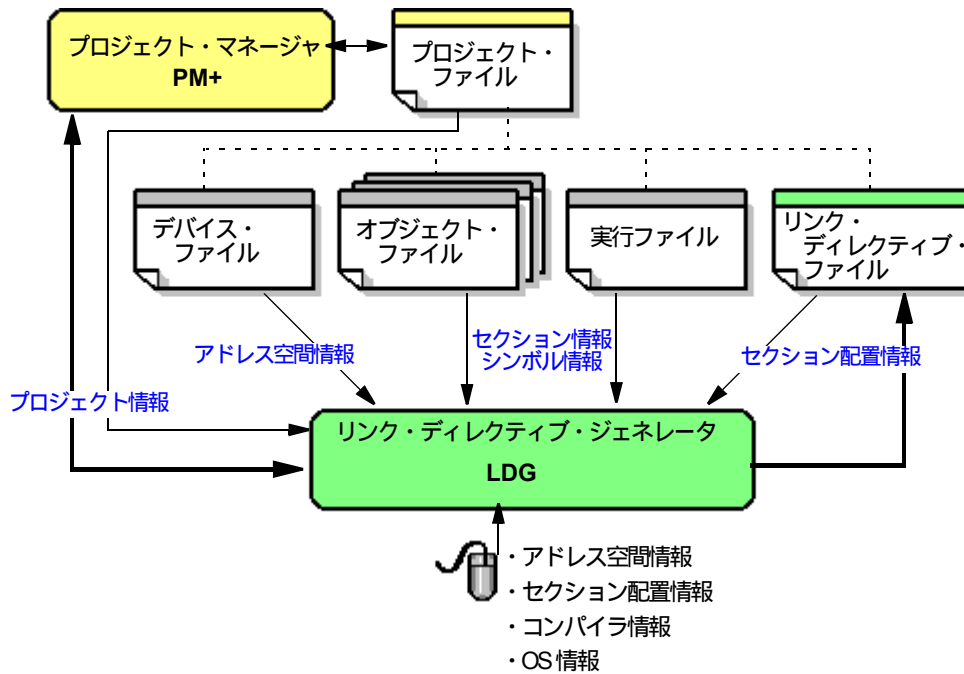 プロジェクト・マネージャ
PM+
プロジェクト・
ファイル
デバイス・
ファイル
オブジェクト・
ファイル
実行ファイル
リンク・
ディレクティブ・
ファイル
アドレス空間情報
セクション情報
シンボル情報
セクション配置情報
プロジェクト情報
リンク・ディレクティブ・ジェネレータ
LDG
・アドレス空間情報
・セクション配置情報
・コンパイラ情報
・OS 情報